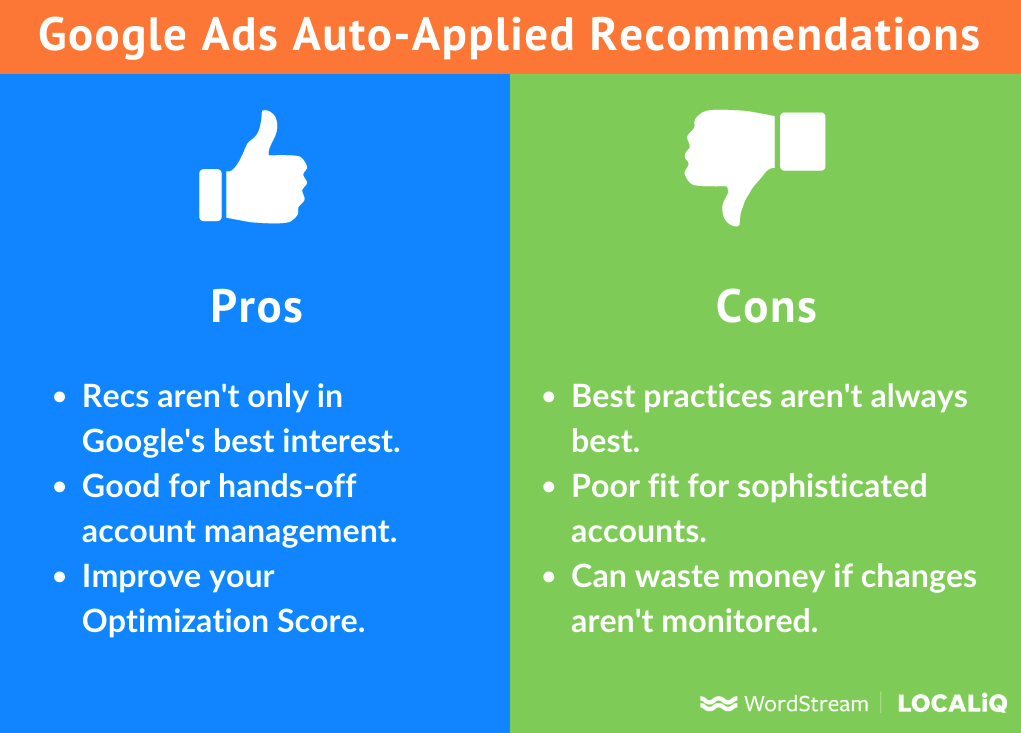 Google Ads Auto-Applied Recommendations
Pros
• Recs aren't only in
Google's best interest.
• Good for hands-off
account management.
• Improve your
Optimization Score.
Cons
• Best practices aren't always
best.
• Poor fit for sophisticated
accounts.
• Can waste money if changes
aren't monitored.
WordStream | LOCALiQ